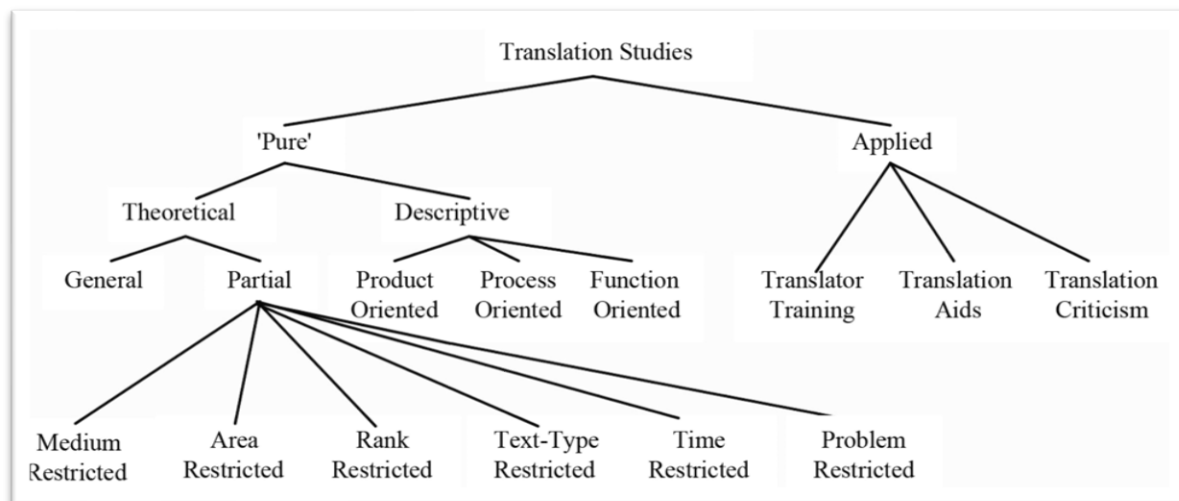 Translation Studies
'Pure'
Applied
Theoretical
Descriptive
General
Partial
Product
Oriented
Process
Oriented
Function
Oriented
Translator
Training
Translation
Aids
Translation
Criticism
Medium
Restricted
Area
Restricted
Rank
Restricted
Text-Type
Restricted
Time
Restricted
Problem
Restricted